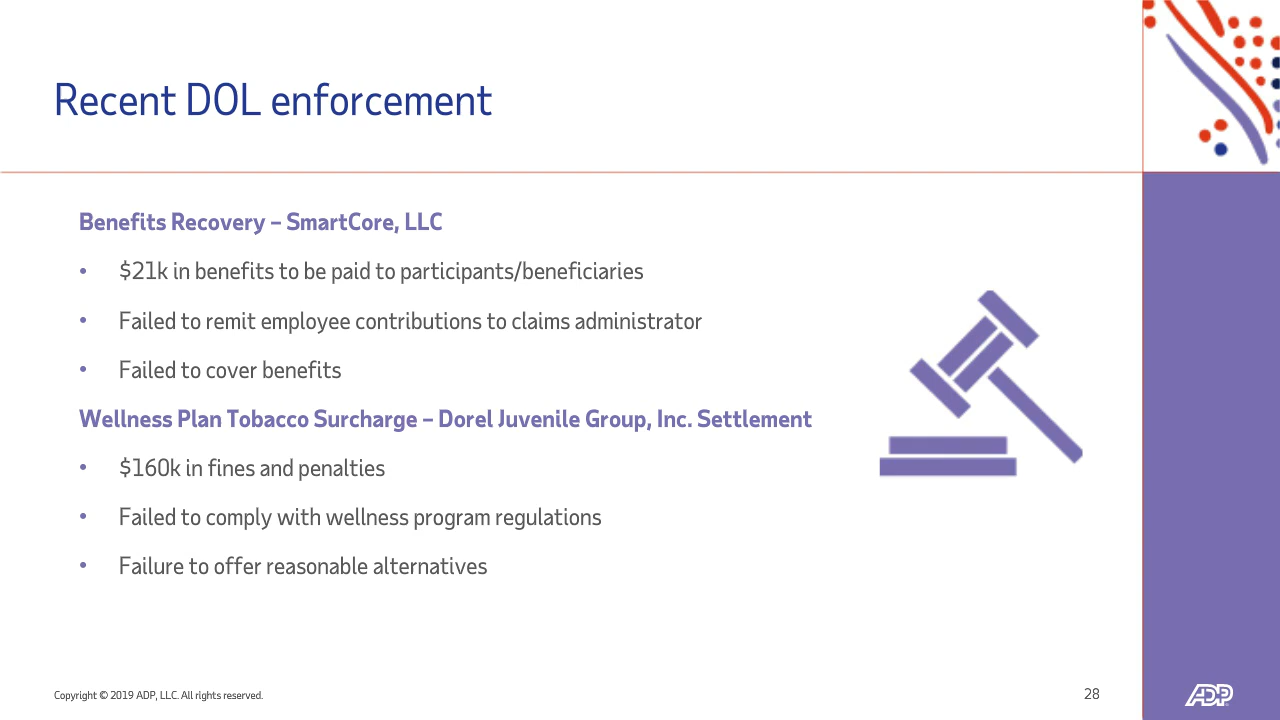 Recent DOL enforcement
Benefits Recovery – SmartCore, LLC
• $21k in benefits to be paid to participants/beneficiaries
• Failed to remit employee contributions to claims administrator
• Failed to cover benefits
Wellness Plan Tobacco Surcharge – Dorel Juvenile Group, Inc. Settlement
• $160k in fines and penalties
• Failed to comply with wellness program regulations
• Failure to offer reasonable alternatives
Copyright © 2019 ADP, LLC. All rights reserved.
28
ADP